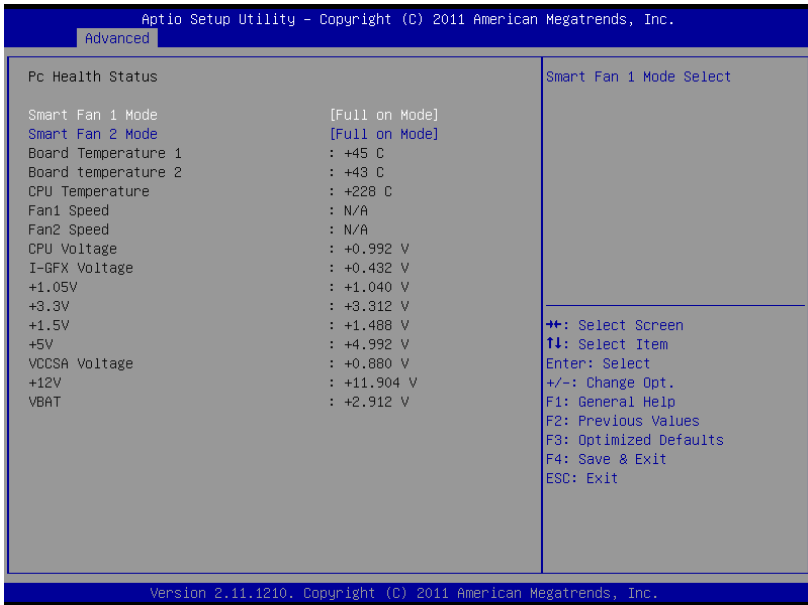 Aptio Setup Utility – Copyright (C) 2011 American Megatrends, Inc.
Advanced
Pc Health Status
Smart Fan 1 Mode [Full on Mode]
Smart Fan 2 Mode [Full on Mode]
Board Temperature 1 : +45 C
Board temperature 2 : +43 C
CPU Temperature : +228 C
Fan1 Speed : N/A
Fan2 Speed : N/A
CPU Voltage : +0.992 V
I-GFX Voltage : +0.432 V
+1.05V : +1.040 V
+3.3V : +3.312 V
+1.5V : +1.488 V
+5V : +4.992 V
VCCSA Voltage : +0.880 V
+12V : +11.904 V
VBAT : +2.912 V
Smart Fan 1 Mode Select
→←: Select Screen
↑↓: Select Item
Enter: Select
+/-: Change Opt.
F1: General Help
F2: Previous Values
F3: Optimized Defaults
F4: Save & Exit
ESC: Exit
Version 2.11.1210. Copyright (C) 2011 American Megatrends, Inc.